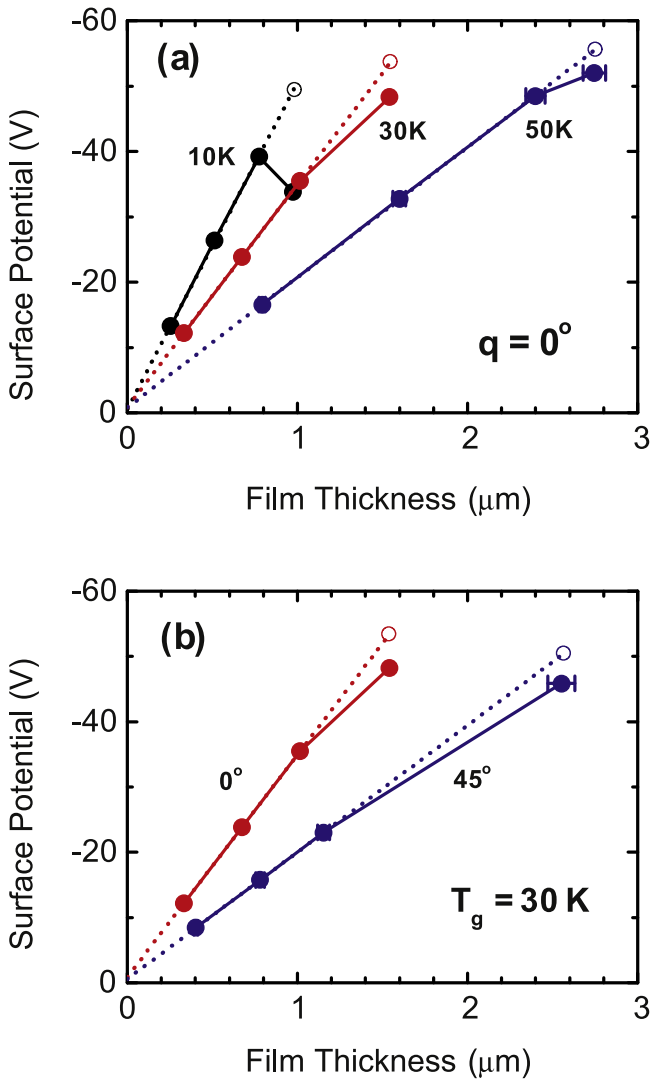 -60
(a)
10K
30K
50K
-40
-20
0
Surface Potential (V)
q = 0°
0 1 2 3
Film Thickness (μm)
-60
(b)
0°
45°
-40
-20
0
Surface Potential (V)
T_g = 30 K
0 1 2 3
Film Thickness (μm)